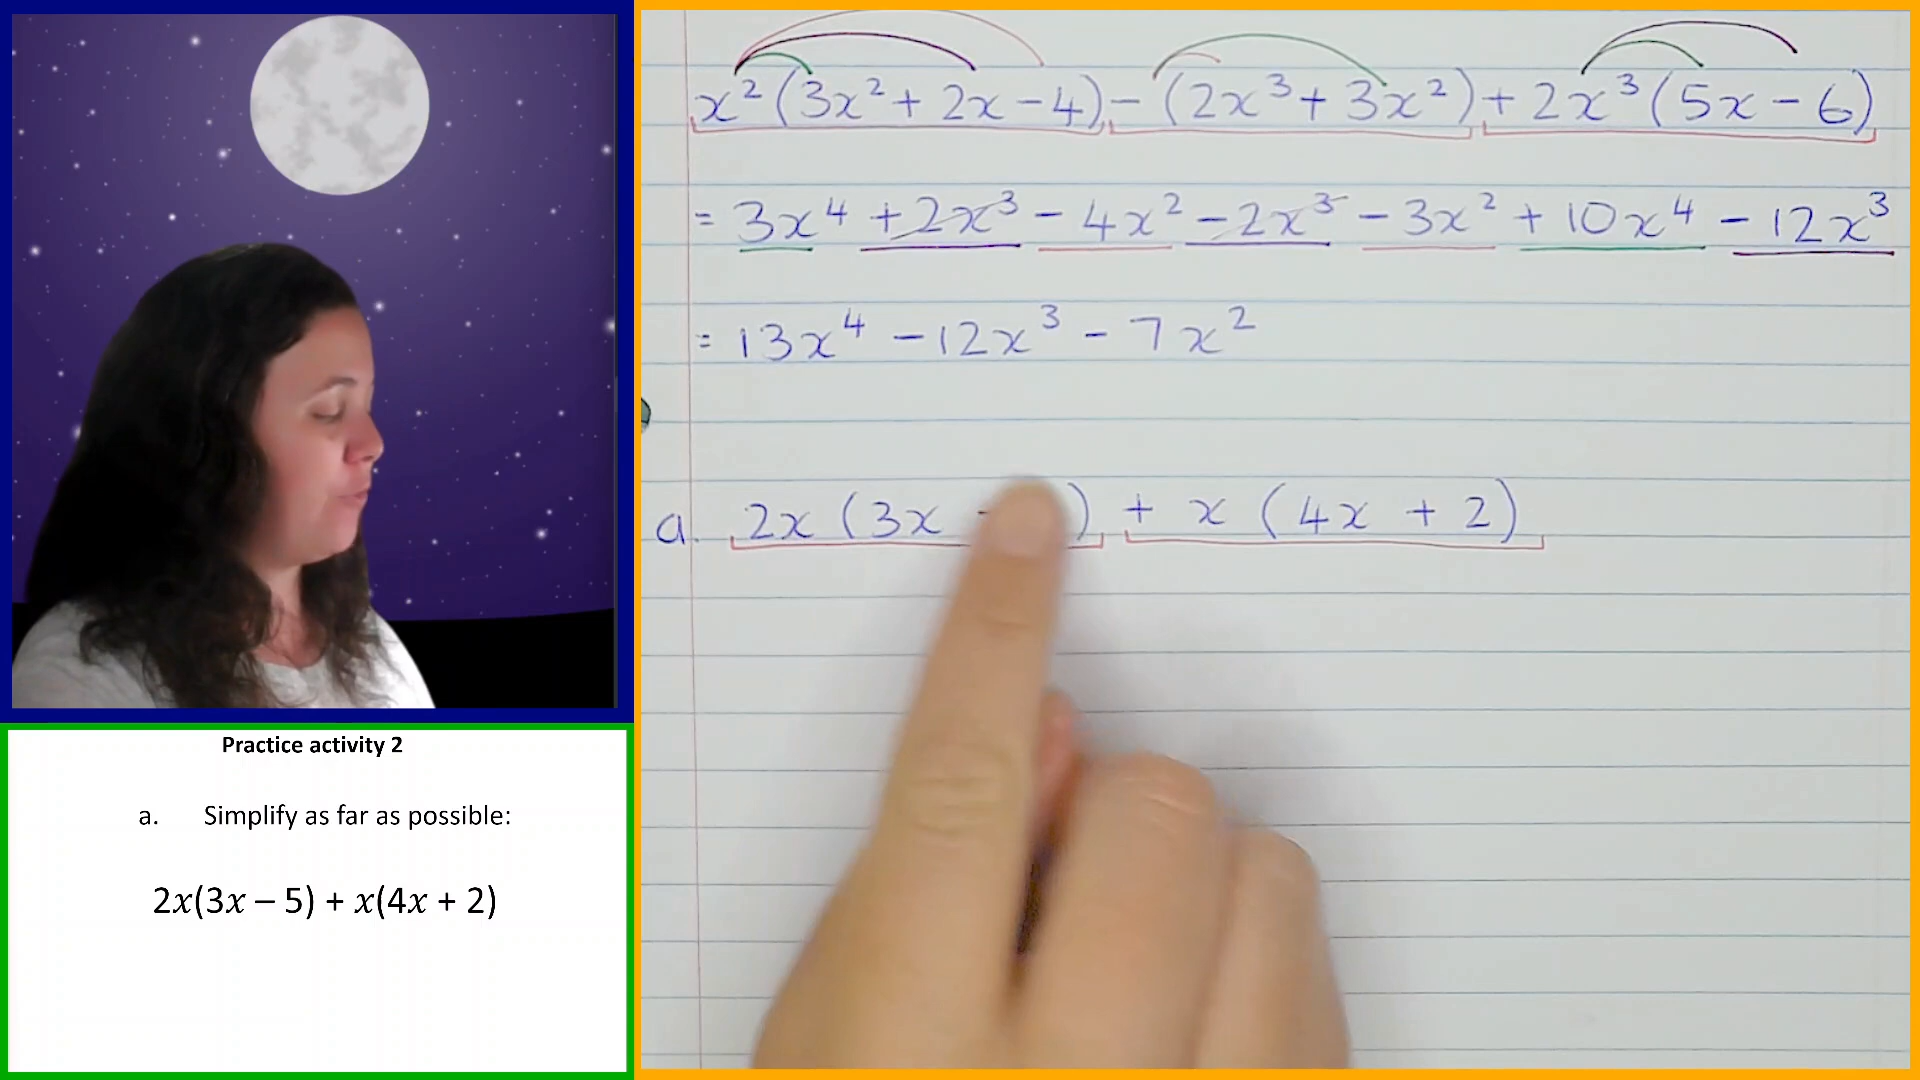 x²(3x² + 2x - 4) - (2x³ + 3x²) + 2x³(5x - 6)
= 3x⁴ + 2x³ - 4x² - 2x³ - 3x² + 10x⁴ - 12x³
= 13x⁴ - 12x³ - 7x²
a. 2x (3x - ) + x (4x + 2)
Practice activity 2
a. Simplify as far as possible:
2x(3x – 5) + x(4x + 2)